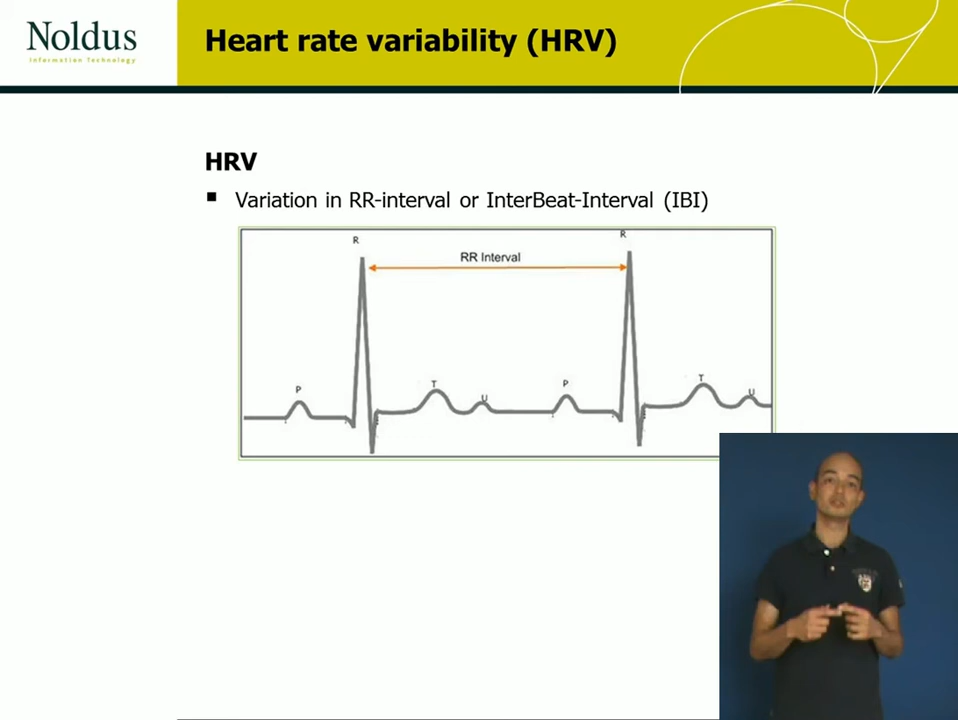 Noldus
Information Technology
Heart rate variability (HRV)
HRV
▪ Variation in RR-interval or InterBeat-Interval (IBI)
R
R
RR Interval
P
T
U
P
T
U